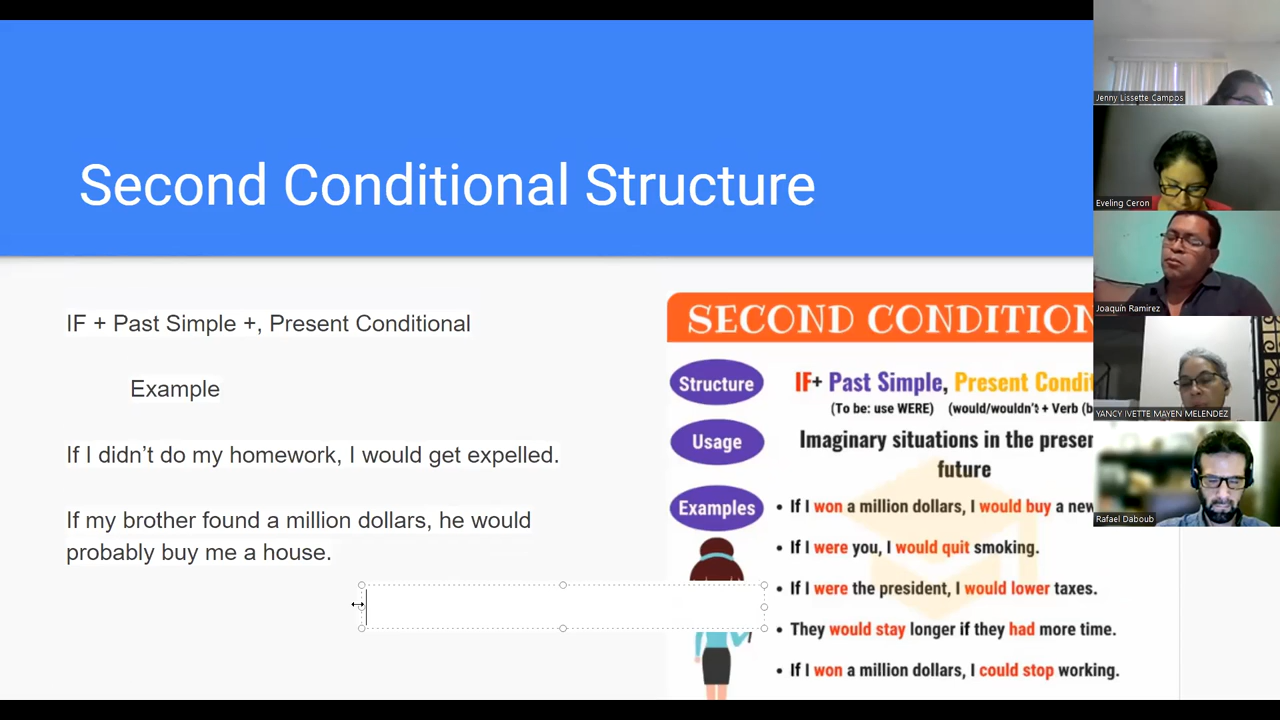 Second Conditional Structure
IF + Past Simple +, Present Conditional
Example
If I didn’t do my homework, I would get expelled.
If my brother found a million dollars, he would
probably buy me a house.
SECOND CONDITION
Structure
IF+ Past Simple, Present
(To be: use WERE) (would/wouldn't + Verb
Usage
Imaginary situations in the
future
Examples
• If I won a million dollars, I would buy a
• If I were you, I would quit smoking.
• If I were the president, I would lower taxes.
• They would stay longer if they had more time.
• If I won a million dollars, I could stop working.
Jenny Lissette Campos
Eveling Ceron
Joaquín Ramirez
YANCY IVETTE MAYEN MELENDEZ
Rafael Daboub